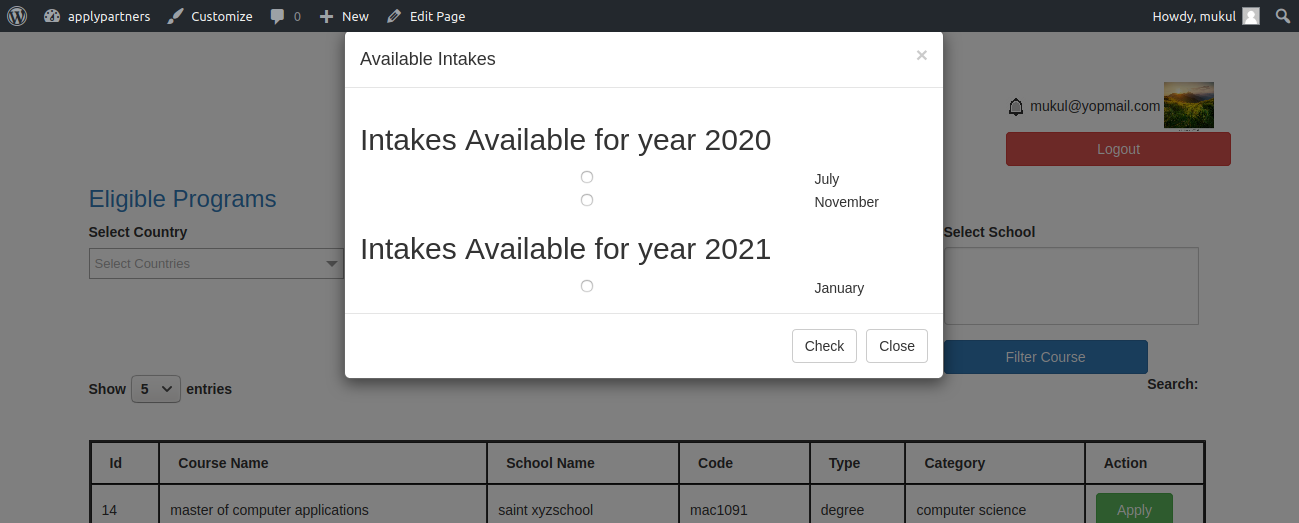 applypartners Customize 0 New Edit Page Howdy, mukul
Available Intakes ×
mukul@yopmail.com
Intakes Available for year 2020
Logout
July
Eligible Programs
November
Select Country
Select School
Intakes Available for year 2021
Select Countries
January
Check Close
Filter Course
Show 5 entries
Search:
Id Course Name School Name Code Type Category Action
14 master of computer applications saint xyzschool mac1091 degree computer science Apply